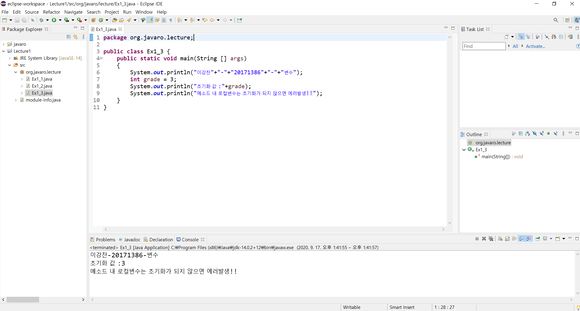 eclipse-workspace - Lecture1/src/org/javaro/lecture/Ex1_3.java - Eclipse IDE
File Edit Source Refactor Navigate Search Project Run Window Help
Package Explorer
javaro
Lecture1
JRE System Library [JavaSE-14]
src
org.javaro.lecture
Ex1_1.java
Ex1_2.java
Ex1_3.java
module-info.java
Ex1_3.java
1 package org.javaro.lecture;
2
3 public class Ex1_3 {
4 public static void main(String [] args)
5 {
6 System.out.println("이강진"+"-"+"20171386"+"-"+"변수");
7 int grade = 3;
8 System.out.println("초기화 값 :"+grade);
9 System.out.println("메소드 내 로컬변수는 초기화가 되지 않으면 에러발생!!");
10 }
11 }
Task List
Find
All
Activate...
Outline
org.javaro.lecture
Ex1_3
main(String[]) : void
Problems Javadoc Declaration Console
<terminated> Ex1_3 [Java Application] C:₩Program Files (x86)₩Java₩jdk-14.0.2+12₩bin₩javaw.exe (2020. 9. 17. 오후 1:41:55 – 오후 1:41:57)
이강진-20171386-변수
초기화 값 :3
메소드 내 로컬변수는 초기화가 되지 않으면 에러발생!!
Writable
Smart Insert
1 : 28 : 27